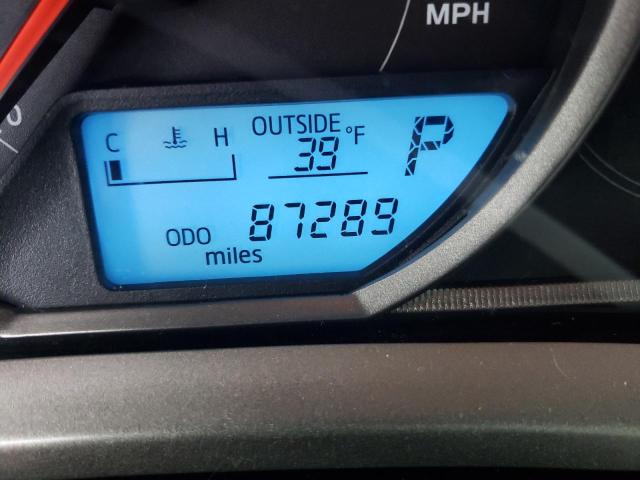 MPH
C H OUTSIDE
39 °F P
ODO 87289
miles